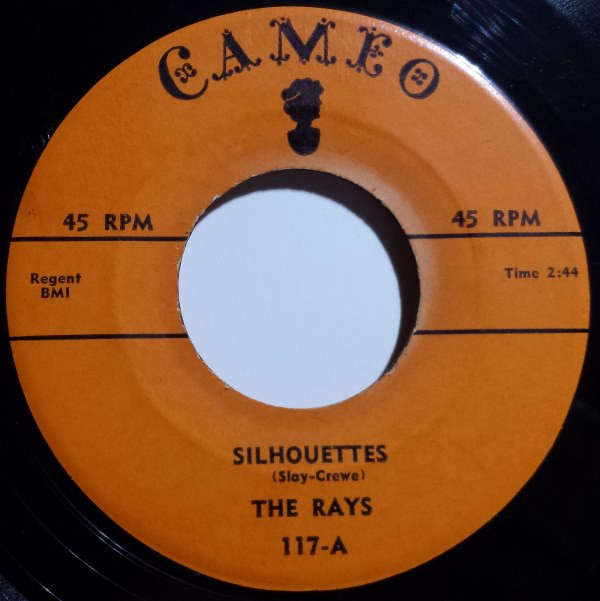 CAMEO
45 RPM
45 RPM
Regent
BMI
Time 2:44
SILHOUETTES
(Slay-Crewe)
THE RAYS
117-A